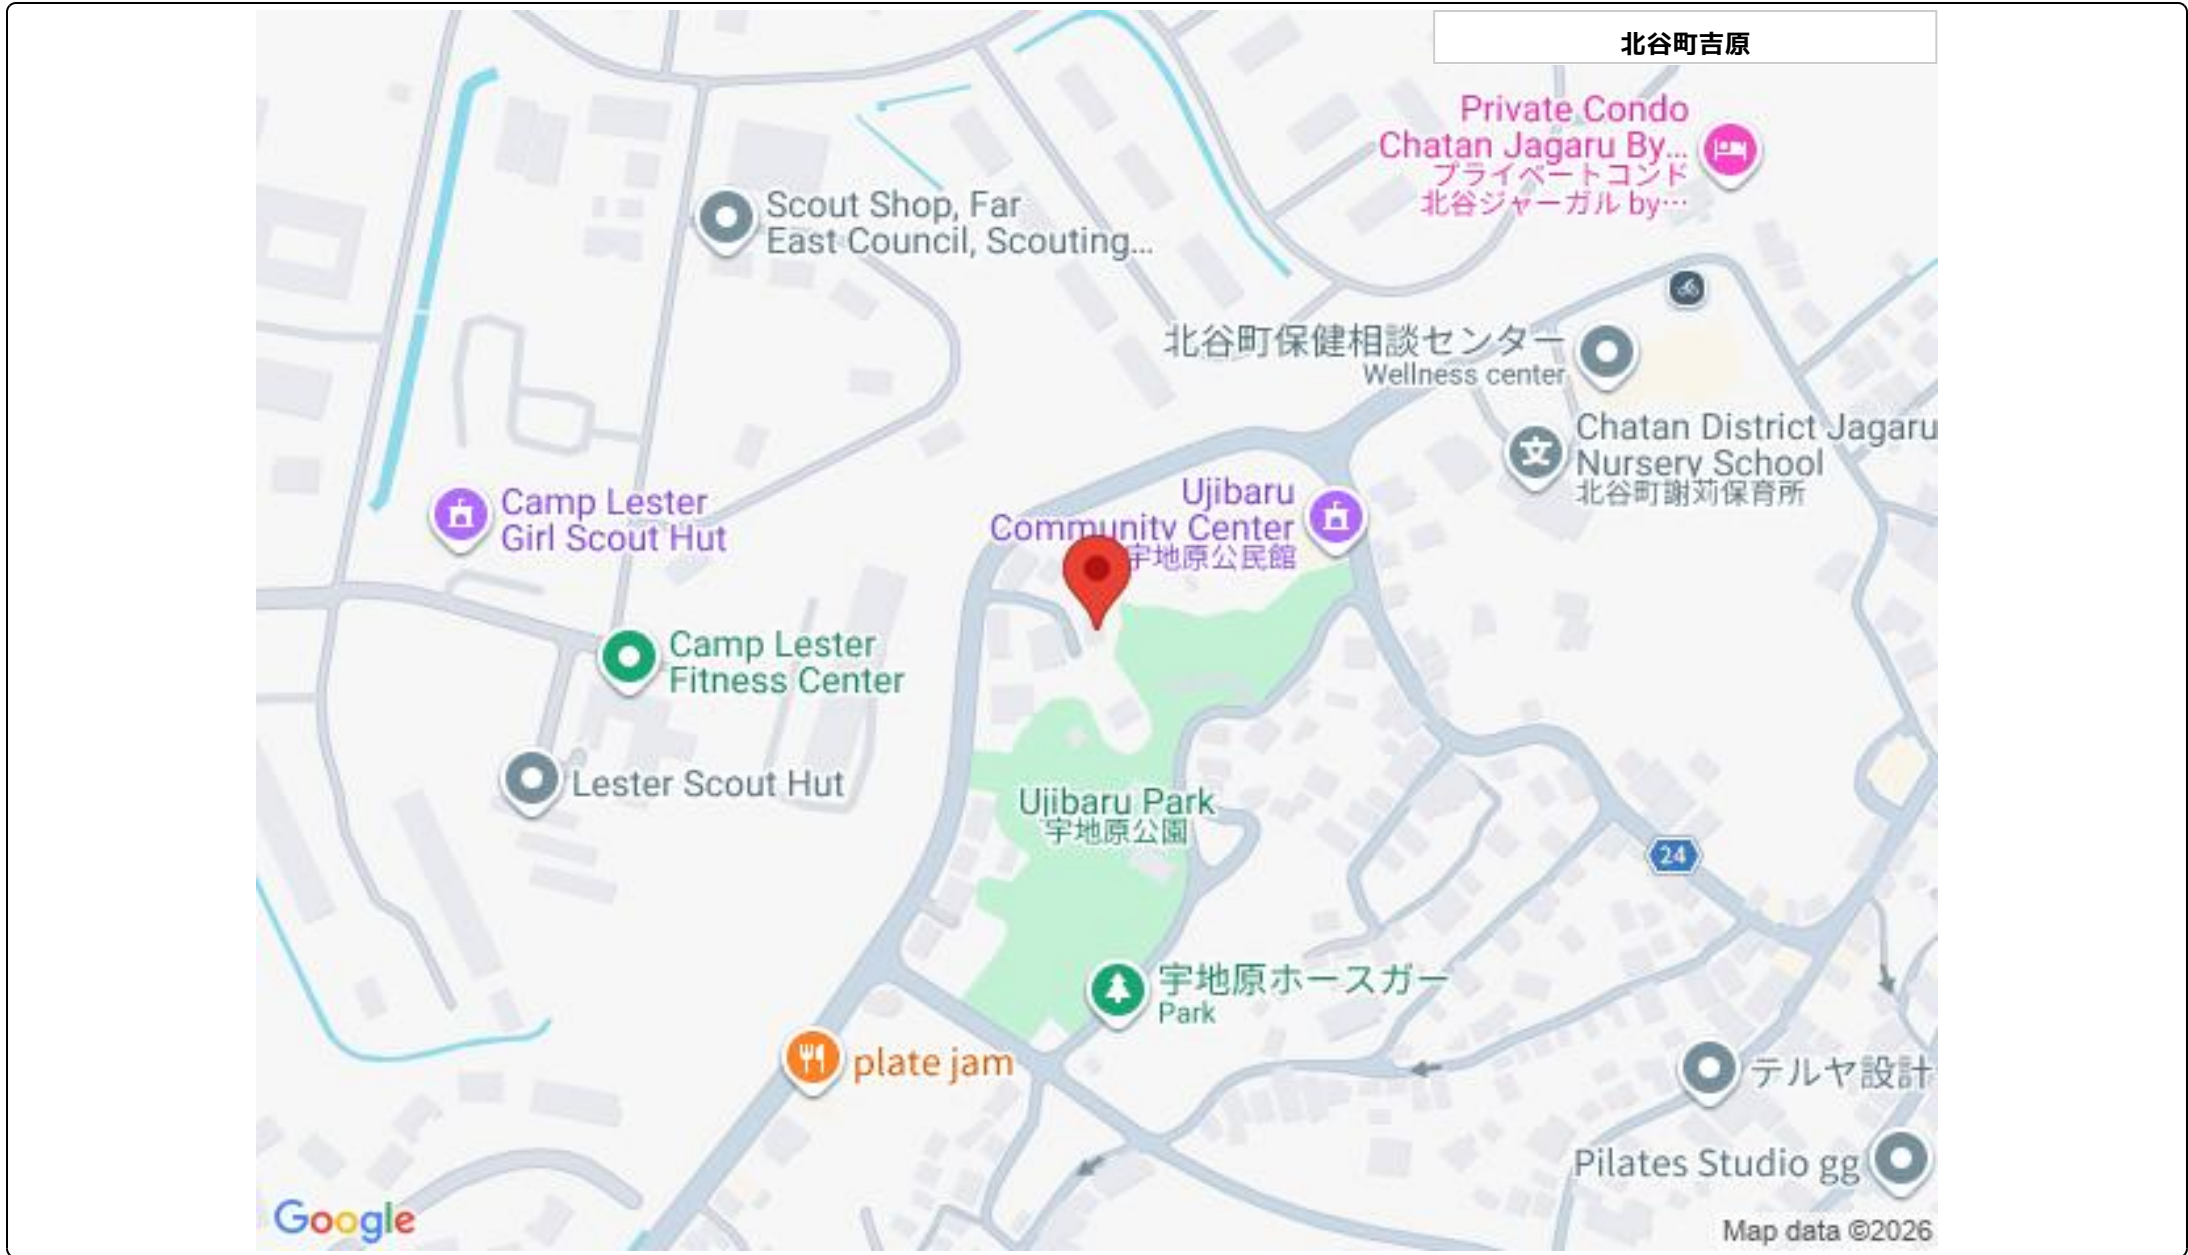 北谷町吉原
Private Condo
Chatan Jagaru By...
プライベートコンド
北谷ジャーガル by…
Scout Shop, Far
East Council, Scouting...
北谷町保健相談センター
Wellness center
Chatan District Jagaru
Nursery School
北谷町謝苅保育所
Camp Lester
Girl Scout Hut
Ujibaru
Community Center
宇地原公民館
Camp Lester
Fitness Center
Lester Scout Hut
Ujibaru Park
宇地原公園
24
宇地原ホースガー
Park
plate jam
テルヤ設計
Pilates Studio gg
Google
Map data ©2026